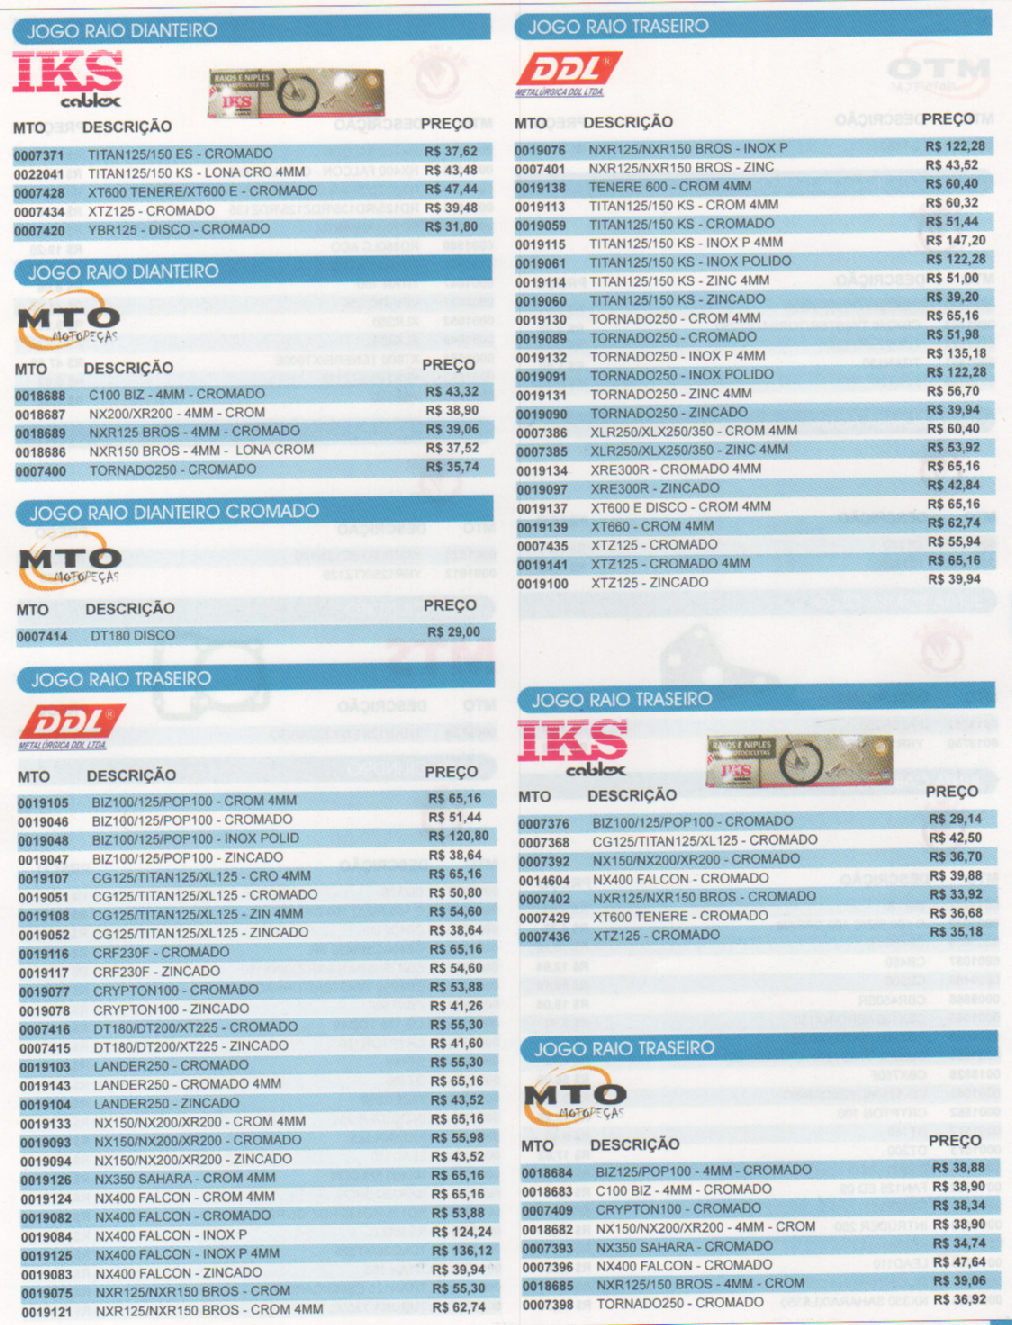 JOGO RAIO DIANTEIRO
IKS
cablex
RAIOS E NIPLES
IKS
MTO DESCRIÇÃO PREÇO
0007371 TITAN125/150 ES - CROMADO R$ 37,62
0022041 TITAN125/150 KS - LONA CRO 4MM R$ 43,48
0007428 XT600 TENERE/XT600 E - CROMADO R$ 47,44
0007434 XTZ125 - CROMADO R$ 39,48
0007420 YBR125 - DISCO - CROMADO R$ 31,80
JOGO RAIO DIANTEIRO
MTO
MOTOPEÇAS
MTO DESCRIÇÃO PREÇO
0018688 C100 BIZ - 4MM - CROMADO R$ 43,32
0018687 NX200/XR200 - 4MM - CROM R$ 38,90
0018689 NXR125 BROS - 4MM - CROMADO R$ 39,06
0018686 NXR150 BROS - 4MM - LONA CROM R$ 37,52
0007400 TORNADO250 - CROMADO R$ 35,74
JOGO RAIO DIANTEIRO CROMADO
MTO
MOTOPEÇAS
MTO DESCRIÇÃO PREÇO
0007414 DT180 DISCO R$ 29,00
JOGO RAIO TRASEIRO
DDL
METALÚRGICA DDL LTDA.
MTO DESCRIÇÃO PREÇO
0019105 BIZ100/125/POP100 - CROM 4MM R$ 65,16
0019046 BIZ100/125/POP100 - CROMADO R$ 51,44
0019048 BIZ100/125/POP100 - INOX POLID R$ 120,80
0019047 BIZ100/125/POP100 - ZINCADO R$ 38,64
0019107 CG125/TITAN125/XL125 - CRO 4MM R$ 65,16
0019051 CG125/TITAN125/XL125 - CROMADO R$ 50,80
0019108 CG125/TITAN125/XL125 - ZIN 4MM R$ 54,60
0019052 CG125/TITAN125/XL125 - ZINCADO R$ 38,64
0019116 CRF230F - CROMADO R$ 65,16
0019117 CRF230F - ZINCADO R$ 54,60
0019077 CRYPTON100 - CROMADO R$ 53,88
0019078 CRYPTON100 - ZINCADO R$ 41,26
0007416 DT180/DT200/XT225 - CROMADO R$ 55,30
0007415 DT180/DT200/XT225 - ZINCADO R$ 41,60
0019103 LANDER250 - CROMADO R$ 55,30
0019143 LANDER250 - CROMADO 4MM R$ 65,16
0019104 LANDER250 - ZINCADO R$ 43,52
0019133 NX150/NX200/XR200 - CROM 4MM R$ 65,16
0019093 NX150/NX200/XR200 - CROMADO R$ 55,98
0019094 NX150/NX200/XR200 - ZINCADO R$ 43,52
0019126 NX350 SAHARA - CROM 4MM R$ 65,16
0019124 NX400 FALCON - CROM 4MM R$ 65,16
0019082 NX400 FALCON - CROMADO R$ 53,88
0019084 NX400 FALCON - INOX P R$ 124,24
0019125 NX400 FALCON - INOX P 4MM R$ 136,12
0019083 NX400 FALCON - ZINCADO R$ 39,94
0019075 NXR125/NXR150 BROS - CROM R$ 55,30
0019121 NXR125/NXR150 BROS - CROM 4MM R$ 62,74
JOGO RAIO TRASEIRO
DDL
METALÚRGICA DDL LTDA.
MTO DESCRIÇÃO PREÇO
0019076 NXR125/NXR150 BROS - INOX P R$ 122,28
0007401 NXR125/NXR150 BROS - ZINC R$ 43,52
0019138 TENERE 600 - CROM 4MM R$ 60,40
0019113 TITAN125/150 KS - CROM 4MM R$ 60,32
0019059 TITAN125/150 KS - CROMADO R$ 51,44
0019115 TITAN125/150 KS - INOX P 4MM R$ 147,20
0019061 TITAN125/150 KS - INOX POLIDO R$ 122,28
0019114 TITAN125/150 KS - ZINC 4MM R$ 51,00
0019060 TITAN125/150 KS - ZINCADO R$ 39,20
0019130 TORNADO250 - CROM 4MM R$ 65,16
0019089 TORNADO250 - CROMADO R$ 51,98
0019132 TORNADO250 - INOX P 4MM R$ 135,18
0019091 TORNADO250 - INOX POLIDO R$ 122,28
0019131 TORNADO250 - ZINC 4MM R$ 56,70
0019090 TORNADO250 - ZINCADO R$ 39,94
0007386 XLR250/XLX250/350 - CROM 4MM R$ 60,40
0007385 XLR250/XLX250/350 - ZINC 4MM R$ 53,92
0019134 XRE300R - CROMADO 4MM R$ 65,16
0019097 XRE300R - ZINCADO R$ 42,84
0019137 XT600 E DISCO - CROM 4MM R$ 65,16
0019139 XT660 - CROM 4MM R$ 62,74
0007435 XTZ125 - CROMADO R$ 55,94
0019141 XTZ125 - CROMADO 4MM R$ 65,16
0019100 XTZ125 - ZINCADO R$ 39,94
JOGO RAIO TRASEIRO
IKS
cablex
RAIOS E NIPLES
IKS
MTO DESCRIÇÃO PREÇO
0007376 BIZ100/125/POP100 - CROMADO R$ 29,14
0007368 CG125/TITAN125/XL125 - CROMADO R$ 42,50
0007392 NX150/NX200/XR200 - CROMADO R$ 36,70
0014604 NX400 FALCON - CROMADO R$ 39,88
0007402 NXR125/NXR150 BROS - CROMADO R$ 33,92
0007429 XT600 TENERE - CROMADO R$ 36,68
0007436 XTZ125 - CROMADO R$ 35,18
JOGO RAIO TRASEIRO
MTO
MOTOPEÇAS
MTO DESCRIÇÃO PREÇO
0018684 BIZ125/POP100 - 4MM - CROMADO R$ 38,88
0018683 C100 BIZ - 4MM - CROMADO R$ 38,90
0007409 CRYPTON100 - CROMADO R$ 38,34
0018682 NX150/NX200/XR200 - 4MM - CROM R$ 38,90
0007393 NX350 SAHARA - CROMADO R$ 34,74
0007396 NX400 FALCON - CROMADO R$ 47,64
0018685 NXR125/150 BROS - 4MM - CROM R$ 39,06
0007398 TORNADO250 - CROMADO R$ 36,92